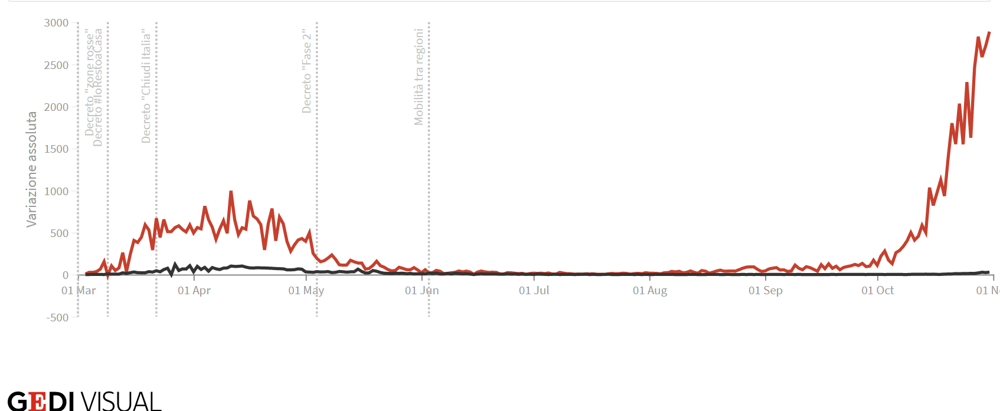 3000
2500
2000
1500
1000
500
0
-500
Variazione assoluta
Decreto "zone rosse"
Decreto #IoRestoaCasa
Decreto "Chiudi Italia"
Decreto "Fase 2"
Mobilità tra regioni
01 Mar
01 Apr
01 May
01 Jun
01 Jul
01 Aug
01 Sep
01 Oct
01 N
GEDI VISUAL